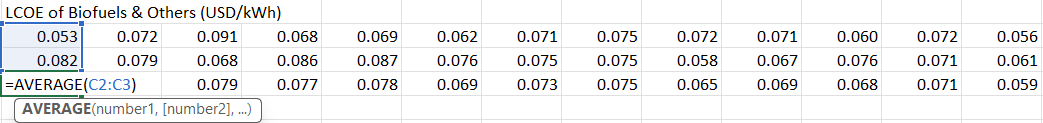 LCOE of Biofuels & Others (USD/kWh)
0.053 0.072 0.091 0.068 0.069 0.062 0.071 0.075 0.072 0.071 0.060 0.072 0.056
0.082 0.079 0.068 0.086 0.087 0.076 0.075 0.075 0.058 0.067 0.076 0.071 0.061
=AVERAGE(C2:C3) 0.079 0.077 0.078 0.069 0.073 0.075 0.065 0.069 0.068 0.071 0.059
AVERAGE(number1, [number2], ...)